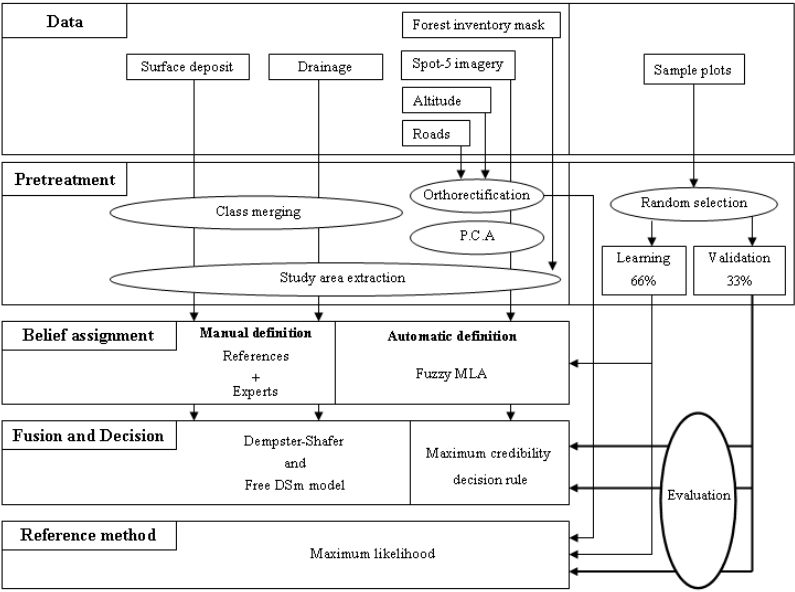 Data
Forest inventory mask
Surface deposit
Drainage
Spot-5 imagery
Sample plots
Altitude
Roads
Pretreatment
Orthorectification
Class merging
Random selection
P.C.A
Learning
66%
Validation
33%
Study area extraction
Belief assignment
Manual definition
References
+
Experts
Automatic definition
Fuzzy MLA
Fusion and Decision
Dempster-Shafer
and
Free DSm model
Maximum credibility
decision rule
Evaluation
Reference method
Maximum likelihood